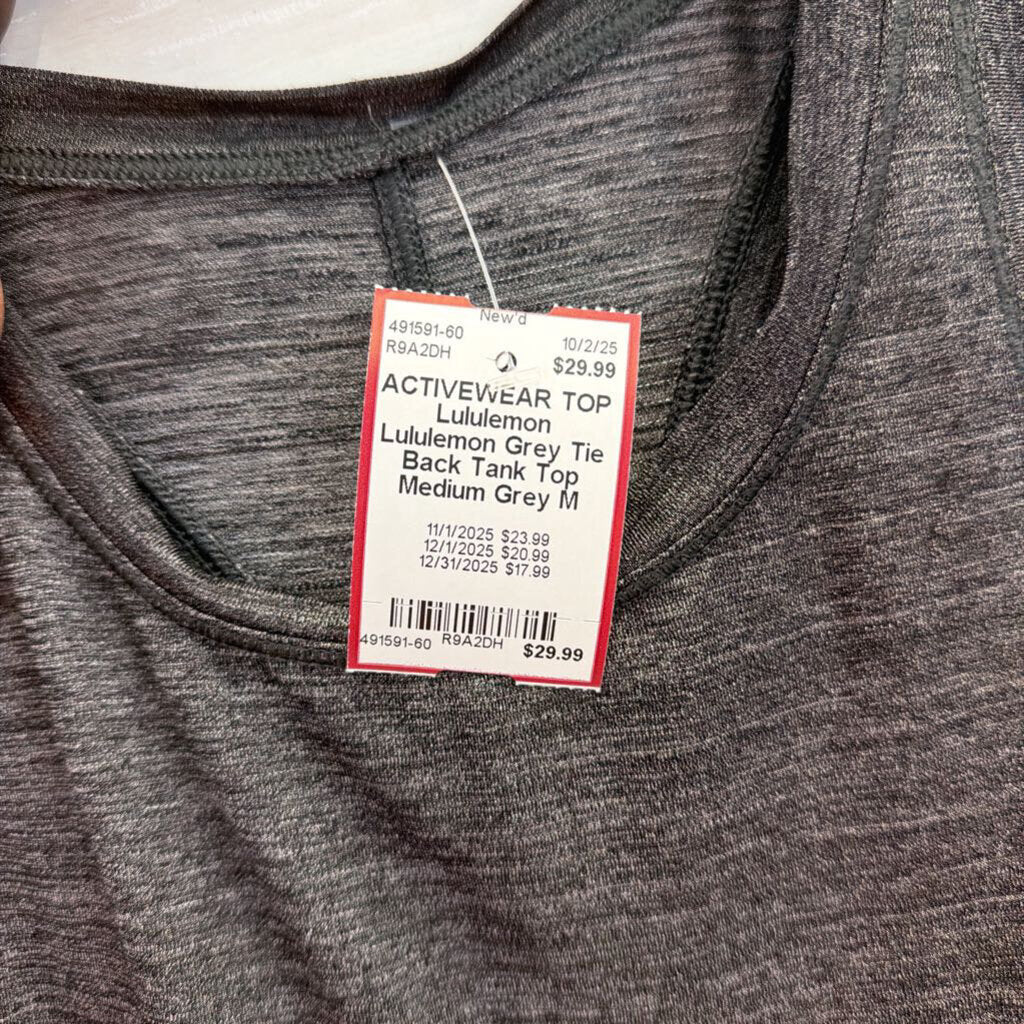 New'd
491591-60 10/2/25
R9A2DH $29.99
ACTIVEWEAR TOP
Lululemon
Lululemon Grey Tie
Back Tank Top
Medium Grey M
11/1/2025 $23.99
12/1/2025 $20.99
12/31/2025 $17.99
491591-60 R9A2DH $29.99